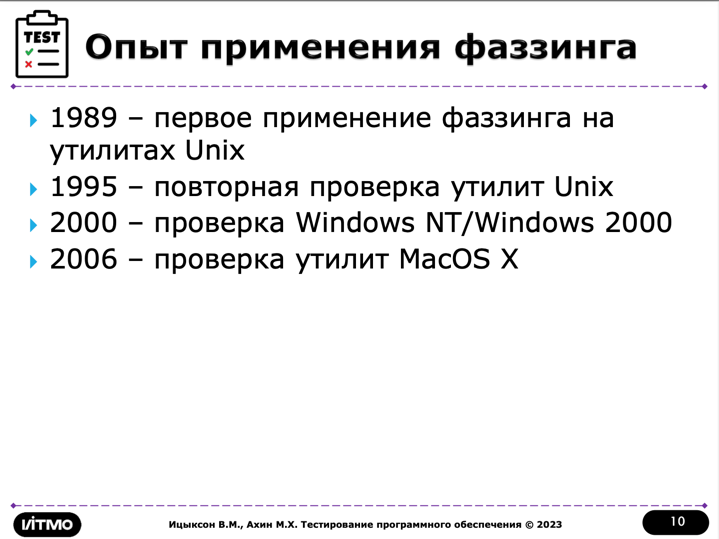 TEST
Опыт применения фаззинга
1989 – первое применение фаззинга на
утилитах Unix
1995 – повторная проверка утилит Unix
2000 – проверка Windows NT/Windows 2000
2006 – проверка утилит MacOS X
ИТМО
Ицыксон В.М., Ахин М.Х. Тестирование программного обеспечения © 2023
10